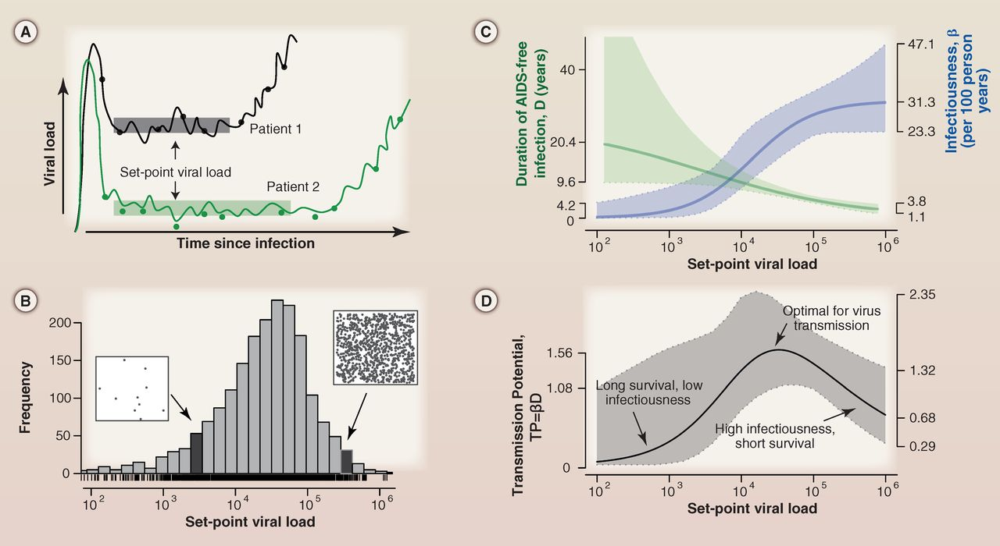 A
Viral load
Patient 1
Set-point viral load
Patient 2
Time since infection
B
Frequency
200
150
100
50
0
10² 10³ 10⁴ 10⁵ 10⁶
Set-point viral load
C
Duration of AIDS-free
infection, D (years)
40
20.4
9.6
4.2
0
47.1
31.3
23.3
3.8
1.1
Infectiousness, β
(per 100 person
years)
10² 10³ 10⁴ 10⁵ 10⁶
Set-point viral load
D
Transmission Potential,
TP=βD
1.56
1.08
0
Optimal for virus
transmission
Long survival, low
infectiousness
High infectiousness,
short survival
2.35
1.32
0.68
0.29
10² 10³ 10⁴ 10⁵ 10⁶
Set-point viral load